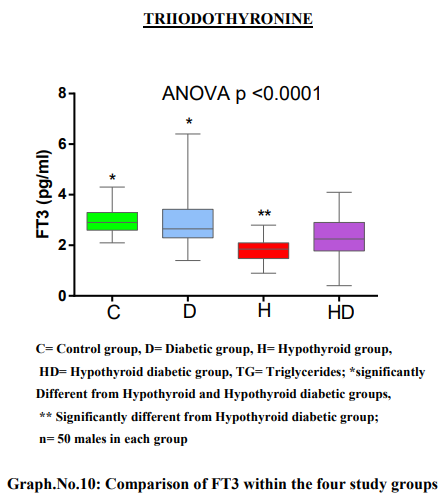 TRIIODOTHYRONINE
ANOVA p <0.0001
FT3 (pg/ml)
8
6
4
2
0
*
*
**
C D H HD
C= Control group, D= Diabetic group, H= Hypothyroid group,
HD= Hypothyroid diabetic group, TG= Triglycerides; *significantly
Different from Hypothyroid and Hypothyroid diabetic groups,
** Significantly different from Hypothyroid diabetic group;
n= 50 males in each group
Graph.No.10: Comparison of FT3 within the four study groups